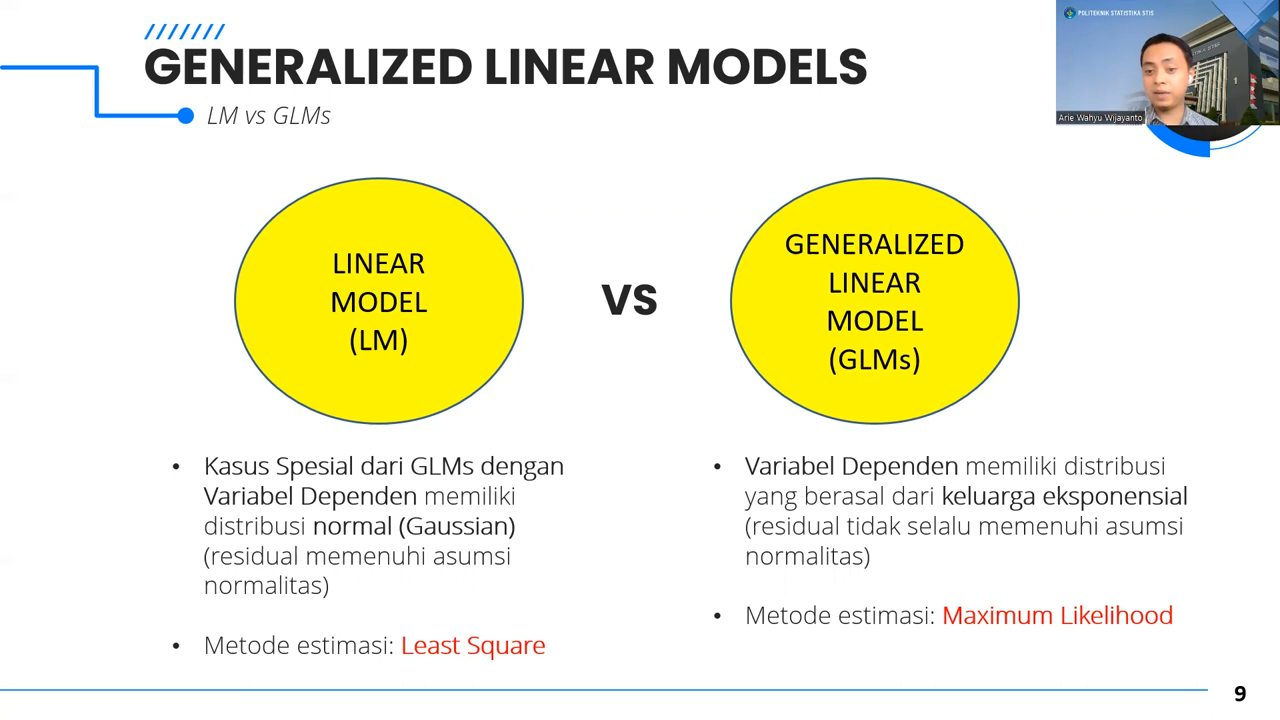 GENERALIZED LINEAR MODELS
LM vs GLMs
POLITEKNIK STATISTIKA STIS
Arie Wahyu Wijayanto
LINEAR
MODEL
(LM)
VS
GENERALIZED
LINEAR
MODEL
(GLMs)
• Kasus Spesial dari GLMs dengan
Variabel Dependen memiliki
distribusi normal (Gaussian)
(residual memenuhi asumsi
normalitas)
• Metode estimasi: Least Square
• Variabel Dependen memiliki distribusi
yang berasal dari keluarga eksponensial
(residual tidak selalu memenuhi asumsi
normalitas)
• Metode estimasi: Maximum Likelihood
9